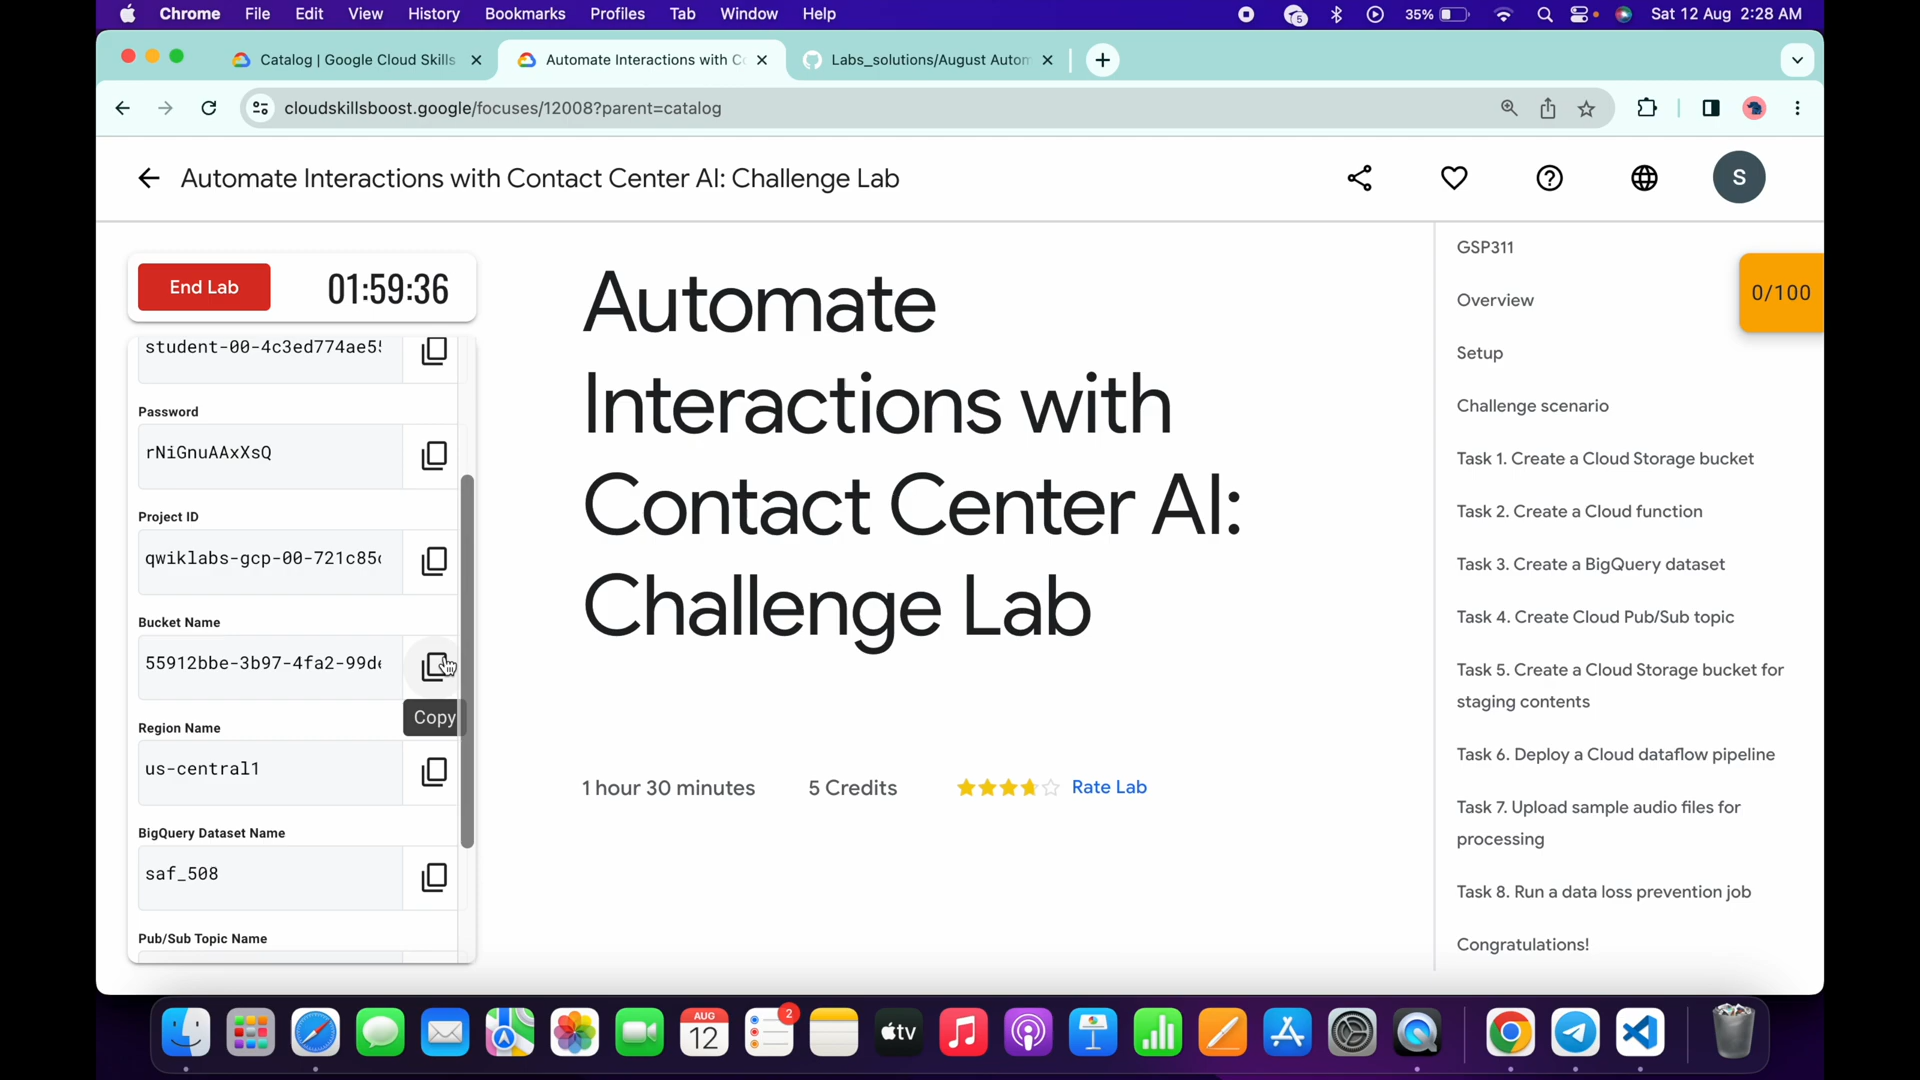 Chrome File Edit View History Bookmarks Profiles Tab Window Help 5 35% Sat 12 Aug 2:28 AM
Catalog | Google Cloud Skills
Automate Interactions with Co
Labs_solutions/August Autom
cloudskillsboost.google/focuses/12008?parent=catalog
Automate Interactions with Contact Center AI: Challenge Lab
S
End Lab
01:59:36
student-00-4c3ed774ae5
Password
rNiGnuAAxXsQ
Project ID
qwiklabs-gcp-00-721c85
Bucket Name
55912bbe-3b97-4fa2-99d
Copy
Region Name
us-central1
BigQuery Dataset Name
saf_508
Pub/Sub Topic Name
Automate
Interactions with
Contact Center AI:
Challenge Lab
1 hour 30 minutes
5 Credits
Rate Lab
GSP311
0/100
Overview
Setup
Challenge scenario
Task 1. Create a Cloud Storage bucket
Task 2. Create a Cloud function
Task 3. Create a BigQuery dataset
Task 4. Create Cloud Pub/Sub topic
Task 5. Create a Cloud Storage bucket for
staging contents
Task 6. Deploy a Cloud dataflow pipeline
Task 7. Upload sample audio files for
processing
Task 8. Run a data loss prevention job
Congratulations!
AUG
12
2
tv